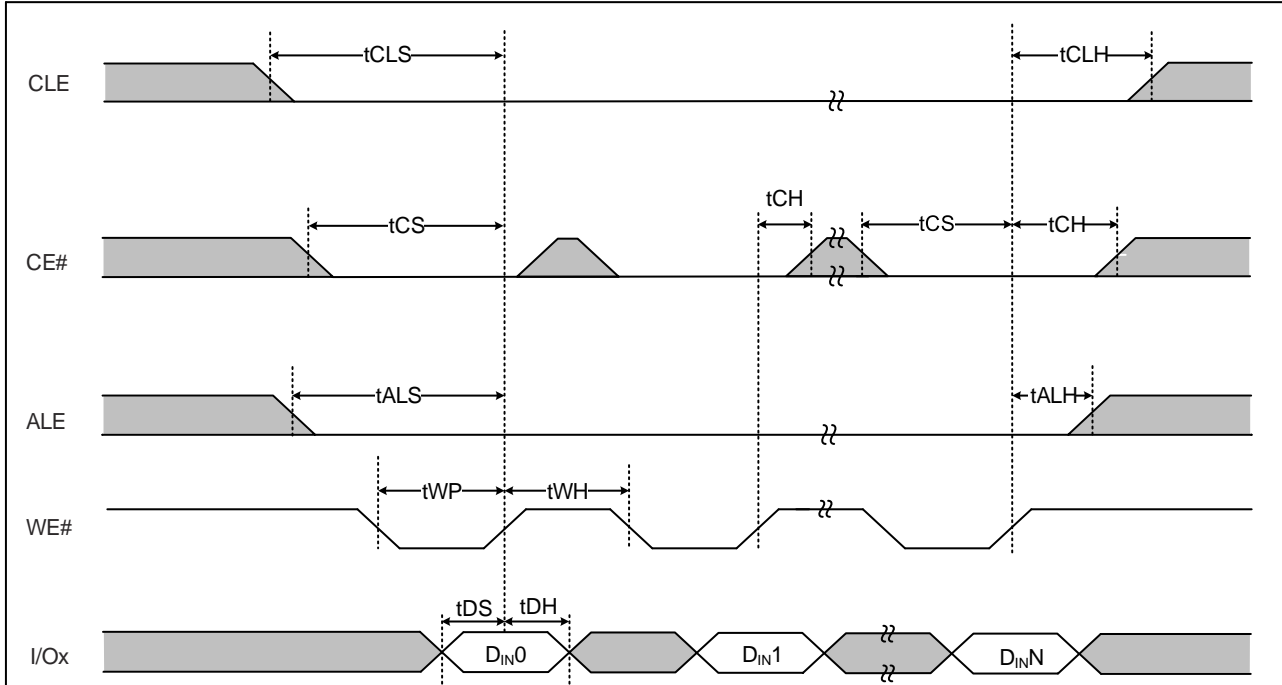 tCLS
tCLH
CLE
tCH
tCS
tCS
tCH
CE#
tALS
tALH
ALE
tWP
tWH
WE#
tDS
tDH
I/Ox
DIN0
DIN1
DINN